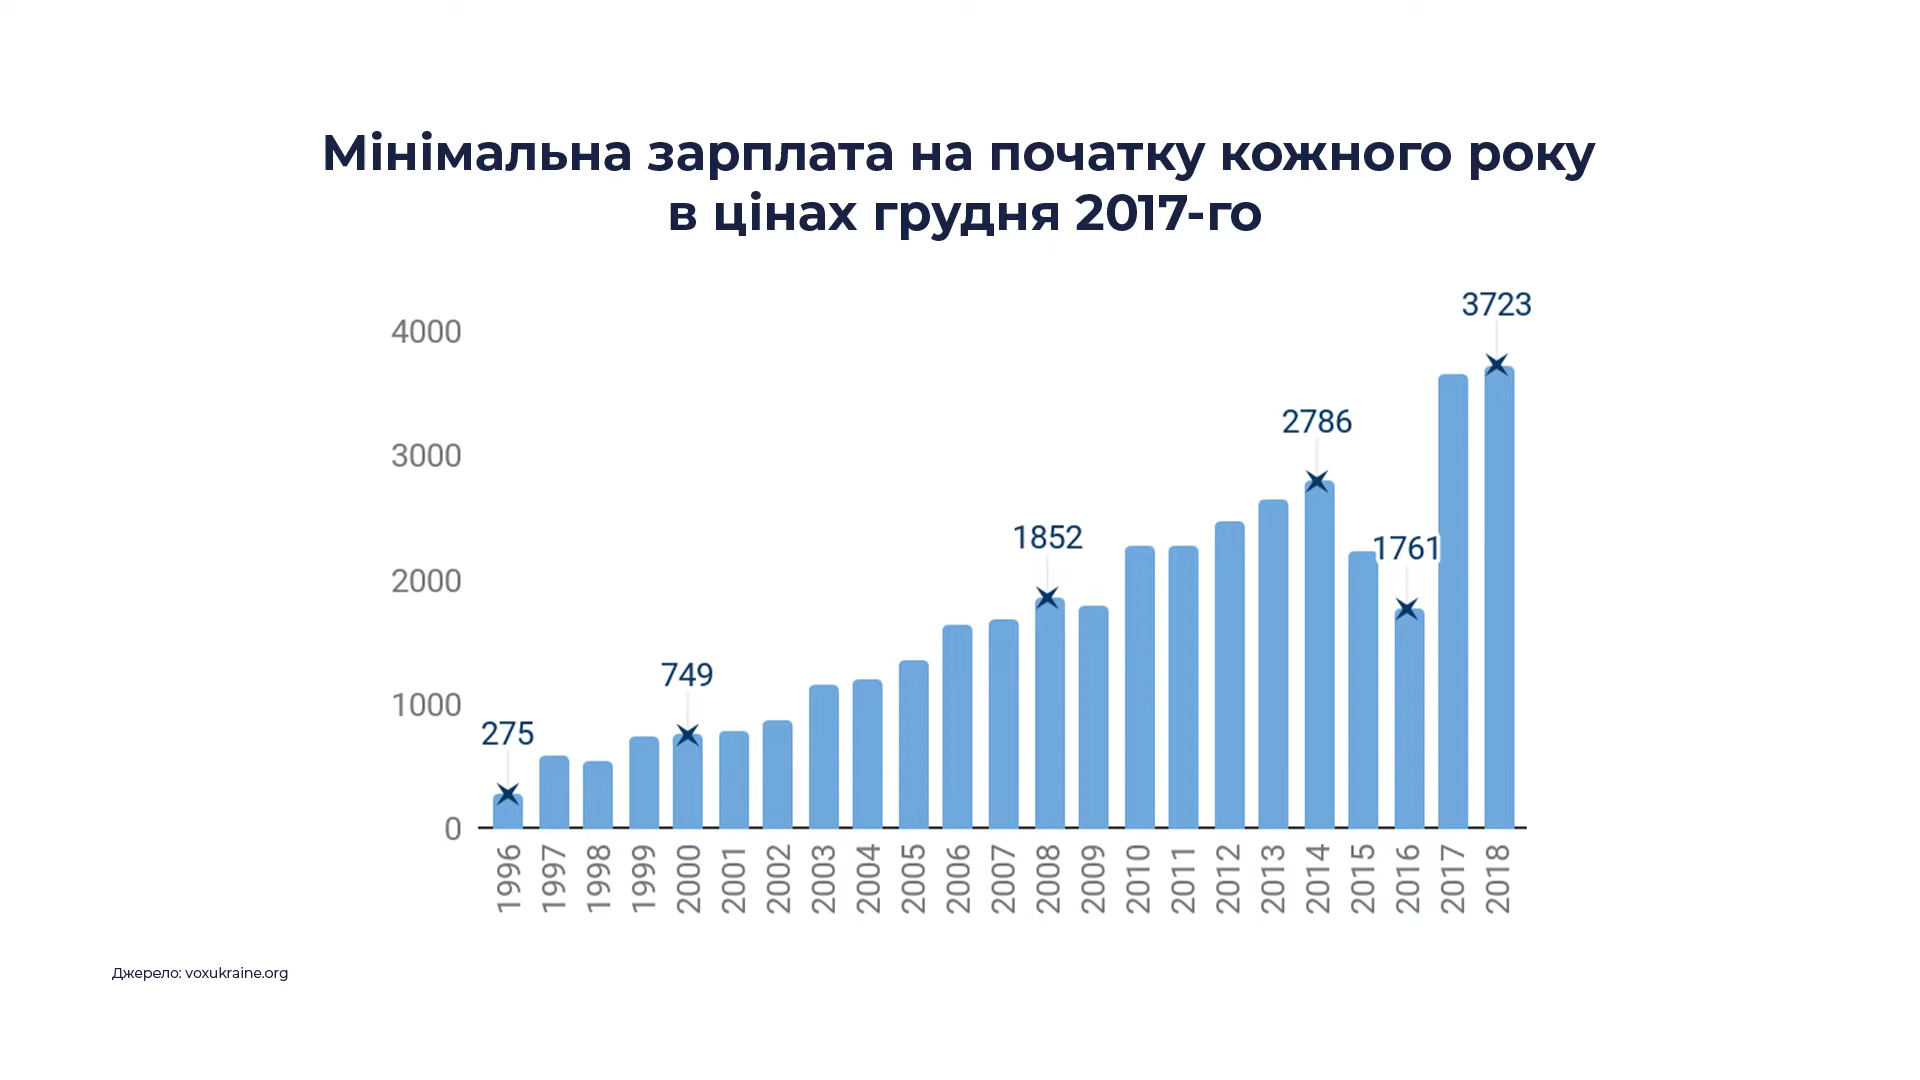 Мінімальна зарплата на початку кожного року
в цінах грудня 2017-го
3723
4000
2786
3000
1852
1761
2000
749
1000
275
0
1996 1997 1998 1999 2000 2001 2002 2003 2004 2005 2006 2007 2008 2009 2010 2011 2012 2013 2014 2015 2016 2017 2018
Джерело: voxukraine.org